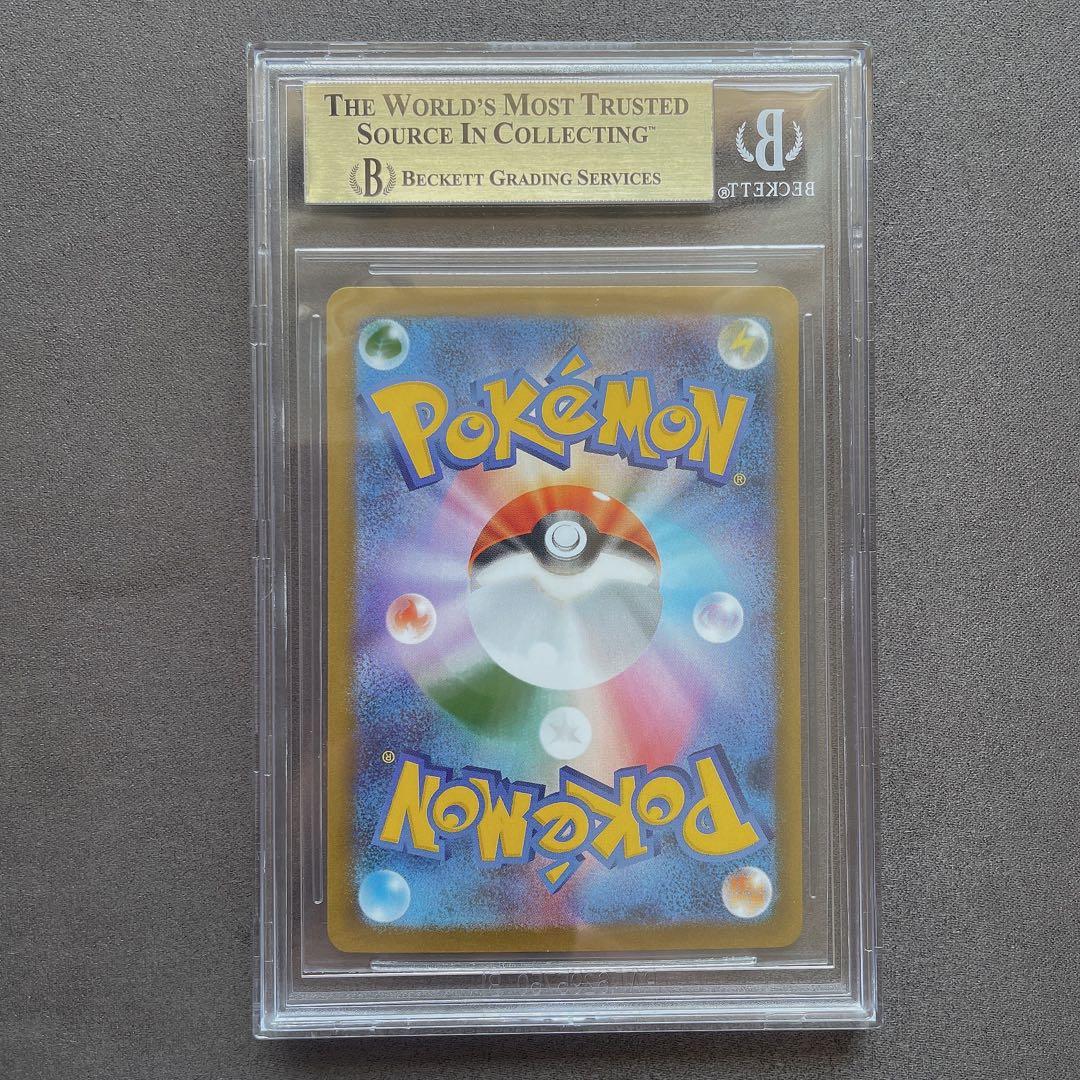 THE WORLD'S MOST TRUSTED
SOURCE IN COLLECTING™
B BECKETT GRADING SERVICES
B
BECKETT®
POKéMON®
POKéMON®